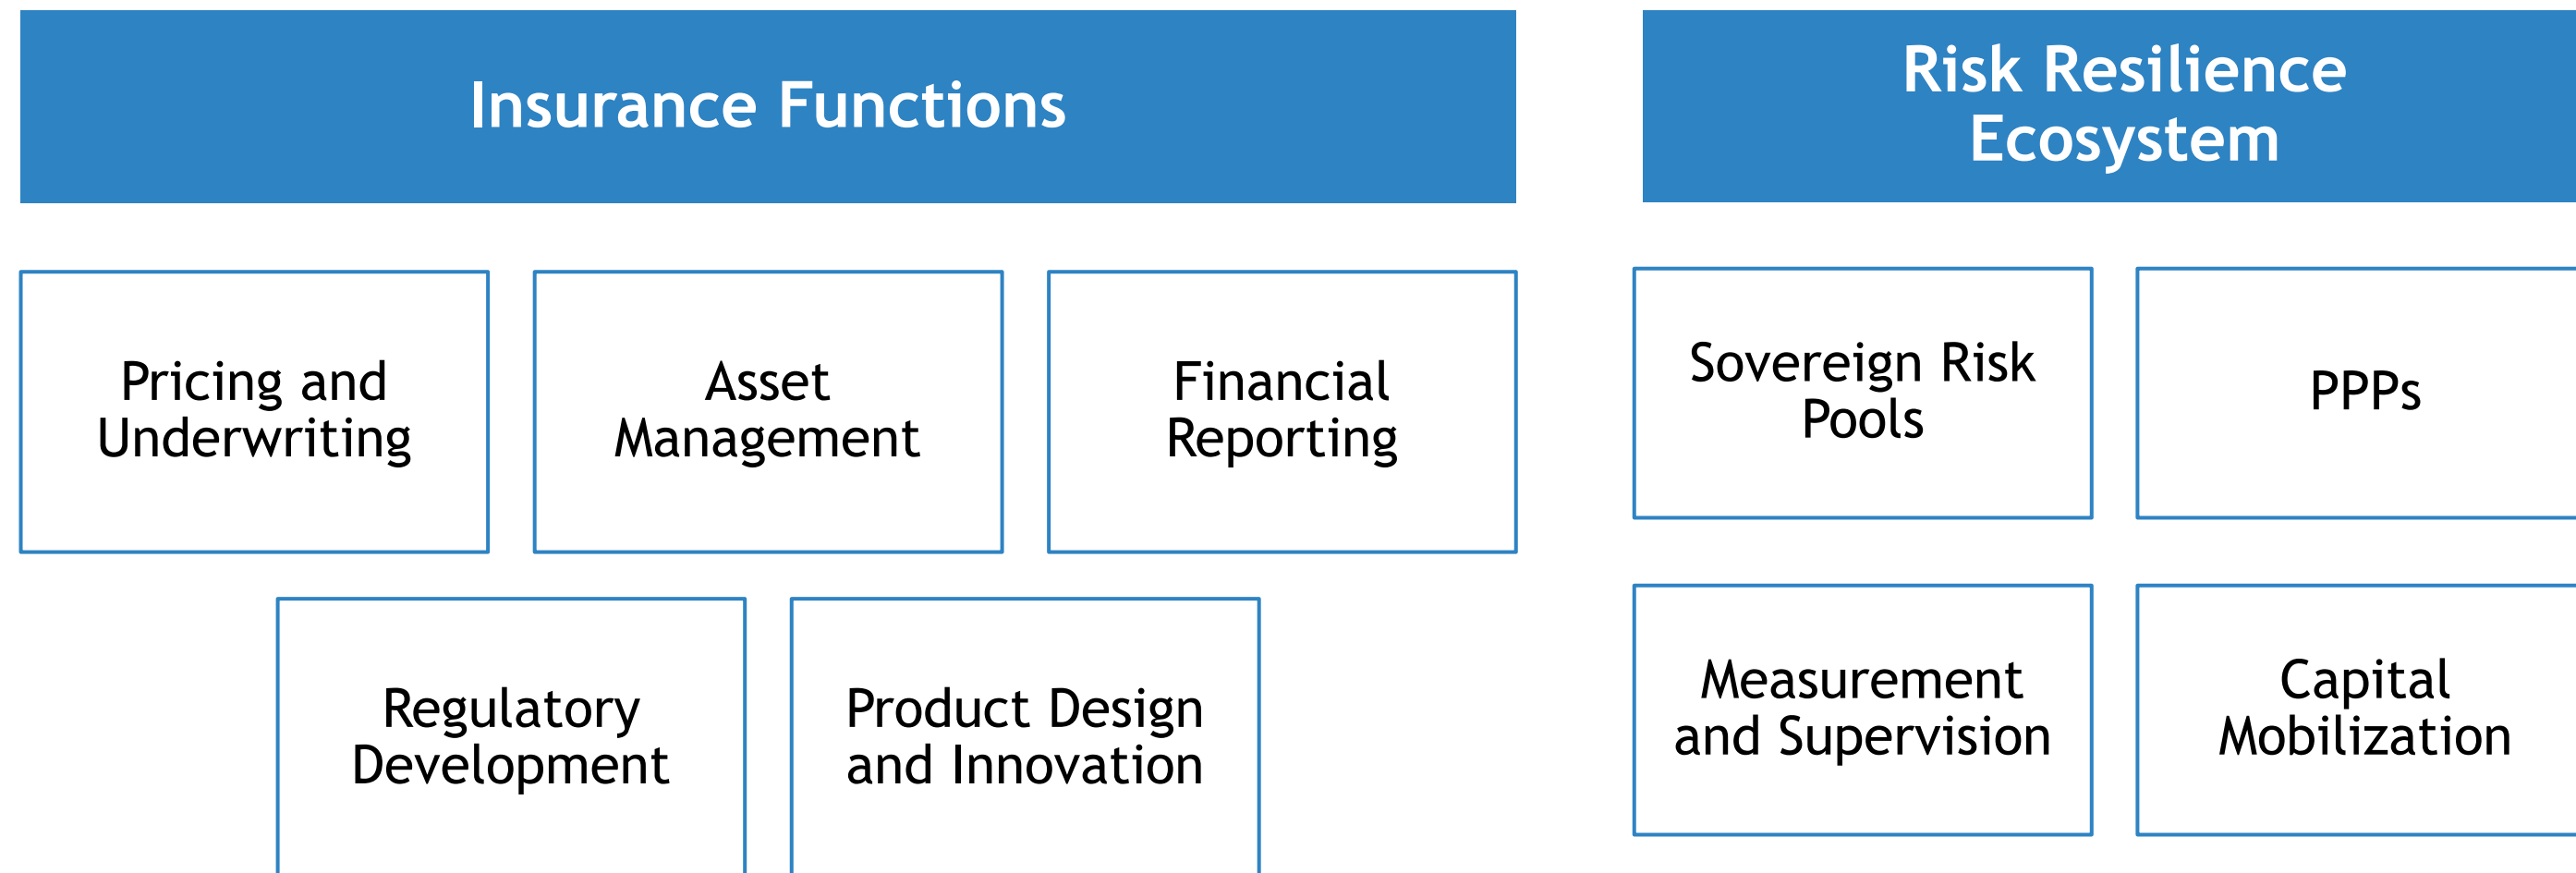 Insurance Functions
Pricing and
Underwriting
Asset
Management
Financial
Reporting
Regulatory
Development
Product Design
and Innovation
Risk Resilience
Ecosystem
Sovereign Risk
Pools
PPPs
Measurement
and Supervision
Capital
Mobilization